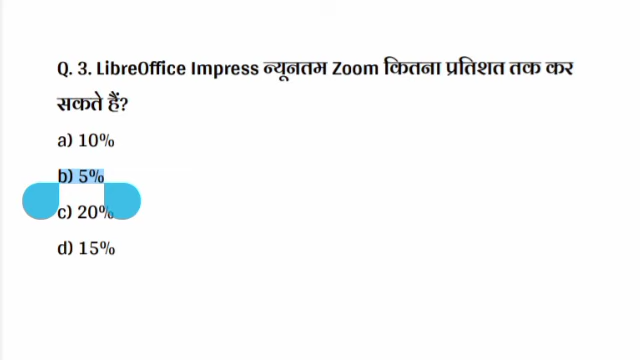 Q. 3. LibreOffice Impress न्यूनतम Zoom कितना प्रतिशत तक कर
सकते हैं?
a) 10%
b) 5%
c) 20%
d) 15%